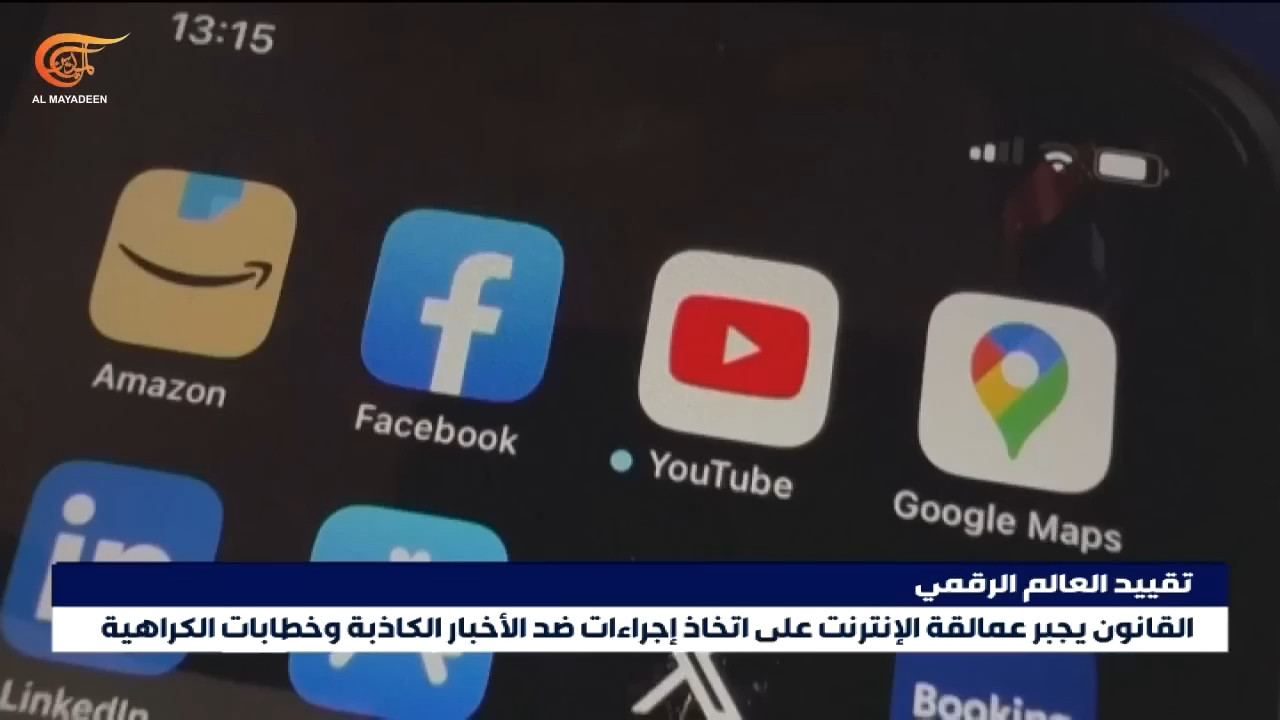 13:15
AL MAYADEEN
Amazon
Facebook
YouTube
Google Maps
in
تقييد العالم الرقمي
القانون يجبر عمالقة الإنترنت على اتخاذ إجراءات ضد الأخبار الكاذبة وخطابات الكراهية
LinkedIn
Booking